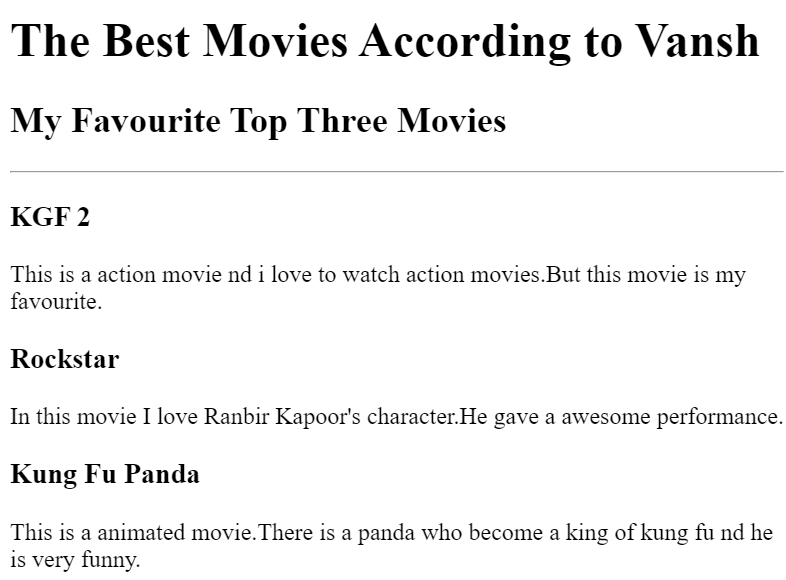 The Best Movies According to Vansh
My Favourite Top Three Movies
KGF 2
This is a action movie nd i love to watch action movies.But this movie is my
favourite.
Rockstar
In this movie I love Ranbir Kapoor's character.He gave a awesome performance.
Kung Fu Panda
This is a animated movie.There is a panda who become a king of kung fu nd he
is very funny.